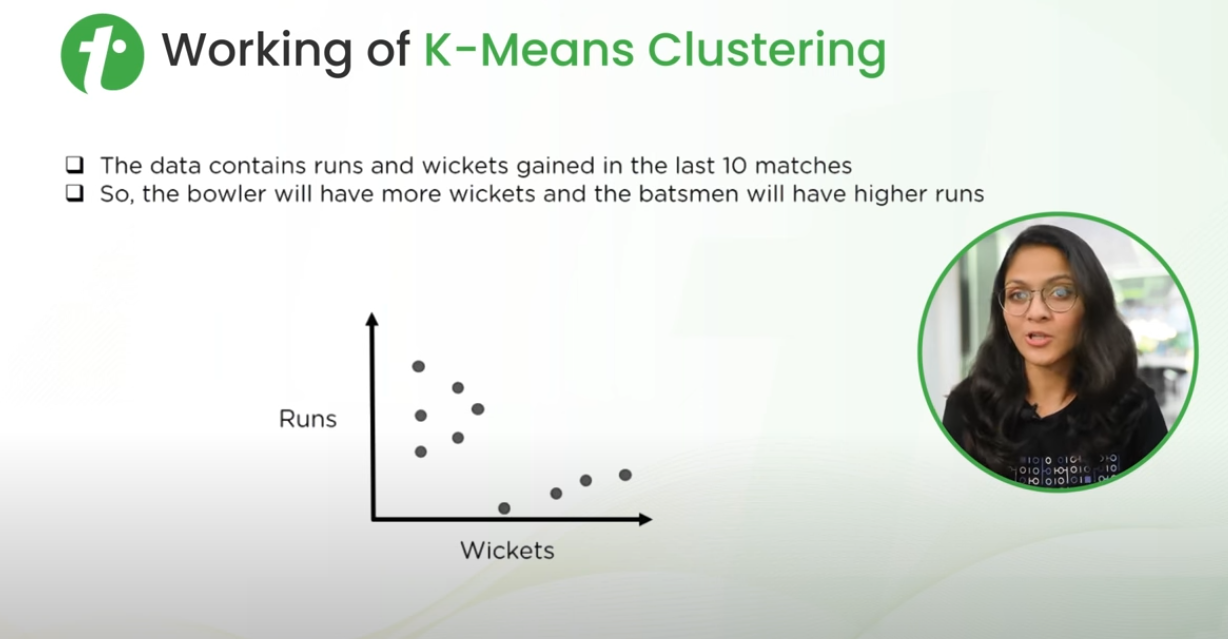 Working of K-Means Clustering
The data contains runs and wickets gained in the last 10 matches
So, the bowler will have more wickets and the batsmen will have higher runs
Runs
Wickets